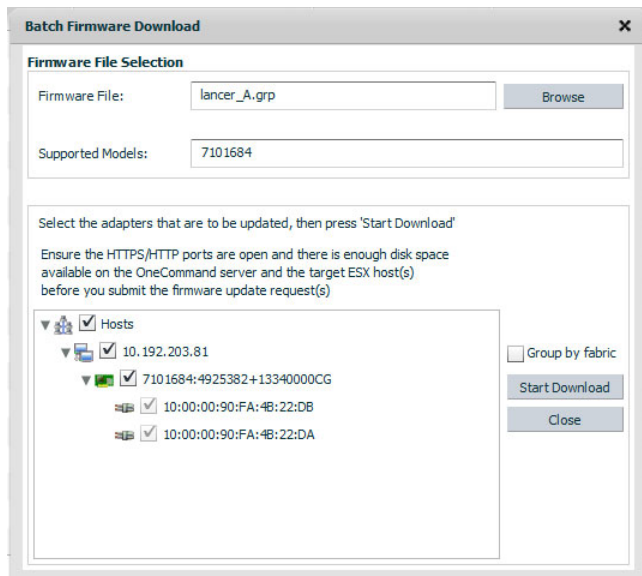 Batch Firmware Download
Firmware File Selection
Firmware File: lancer_A.grp Browse
Supported Models: 7101684
Select the adapters that are to be updated, then press 'Start Download'
Ensure the HTTPS/HTTP ports are open and there is enough disk space
available on the OneCommand server and the target ESX host(s)
before you submit the firmware update request(s)
Hosts
10.192.203.81
Group by fabric
7101684:4925382+13340000CG
Start Download
10:00:00:90:FA:4B:22:DB
Close
10:00:00:90:FA:4B:22:DA